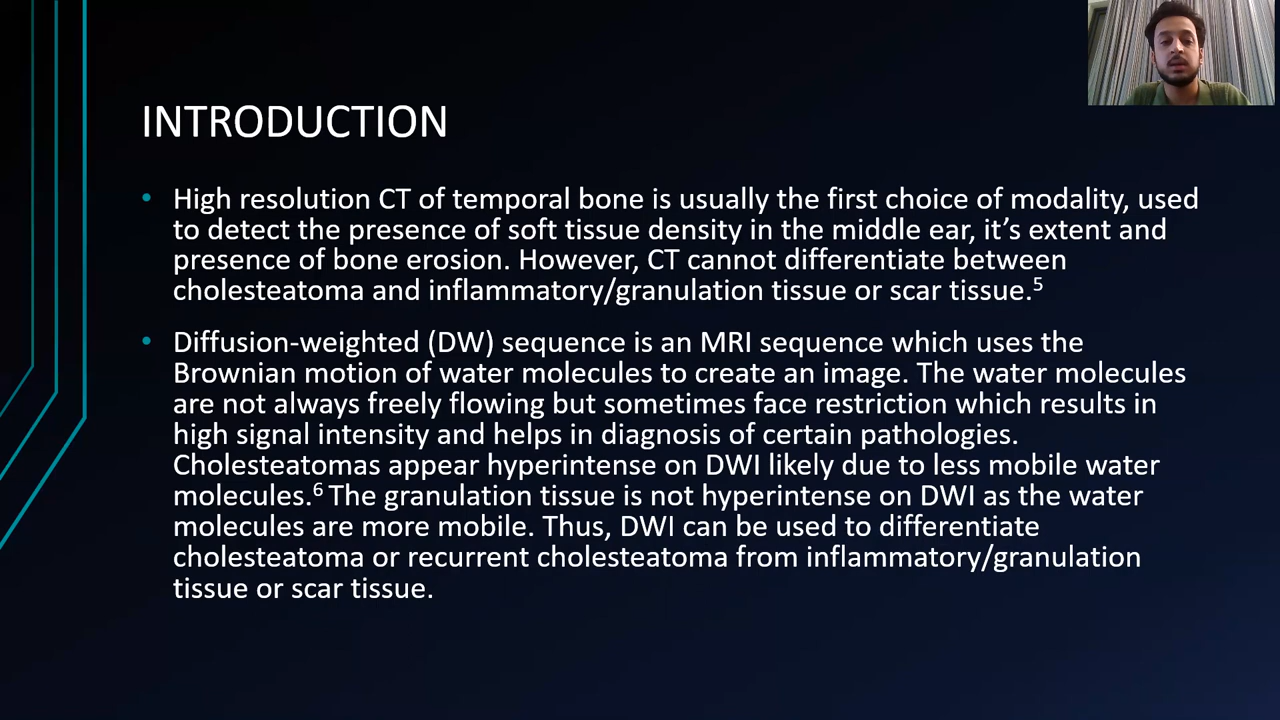 INTRODUCTION
• High resolution CT of temporal bone is usually the first choice of modality, used
to detect the presence of soft tissue density in the middle ear, it’s extent and
presence of bone erosion. However, CT cannot differentiate between
cholesteatoma and inflammatory/granulation tissue or scar tissue.⁵
• Diffusion-weighted (DW) sequence is an MRI sequence which uses the
Brownian motion of water molecules to create an image. The water molecules
are not always freely flowing but sometimes face restriction which results in
high signal intensity and helps in diagnosis of certain pathologies.
Cholesteatomas appear hyperintense on DWI likely due to less mobile water
molecules.⁶ The granulation tissue is not hyperintense on DWI as the water
molecules are more mobile. Thus, DWI can be used to differentiate
cholesteatoma or recurrent cholesteatoma from inflammatory/granulation
tissue or scar tissue.